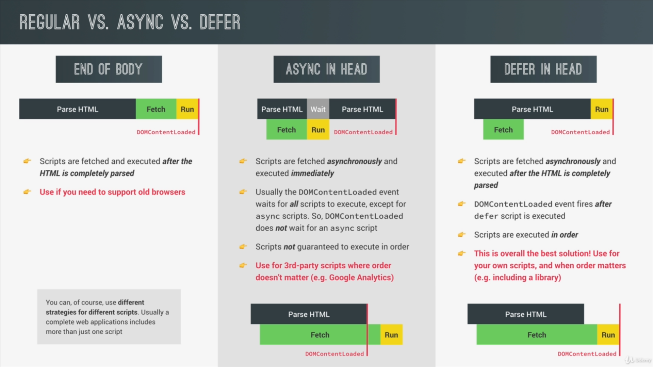 REGULAR VS. ASYNC VS. DEFER
END OF BODY
Parse HTML
Fetch
Run
DOMContentLoaded
Scripts are fetched and executed after the
HTML is completely parsed
Use if you need to support old browsers
You can, of course, use different
strategies for different scripts. Usually a
complete web applications includes
more than just one script
ASYNC IN HEAD
Parse HTML
Wait
Parse HTML
Fetch
Run
DOMContentLoaded
Scripts are fetched asynchronously and
executed immediately
Usually the DOMContentLoaded event
waits for all scripts to execute, except for
async scripts. So, DOMContentLoaded
does not wait for an async script
Scripts not guaranteed to execute in order
Use for 3rd-party scripts where order
doesn't matter (e.g. Google Analytics)
Parse HTML
Fetch
Run
DOMContentLoaded
DEFER IN HEAD
Parse HTML
Run
Fetch
DOMContentLoaded
Scripts are fetched asynchronously and
executed after the HTML is completely
parsed
DOMContentLoaded event fires after
defer script is executed
Scripts are executed in order
This is overall the best solution! Use for
your own scripts, and when order matters
(e.g. including a library)
Parse HTML
Fetch
Run
DOMContentLoaded